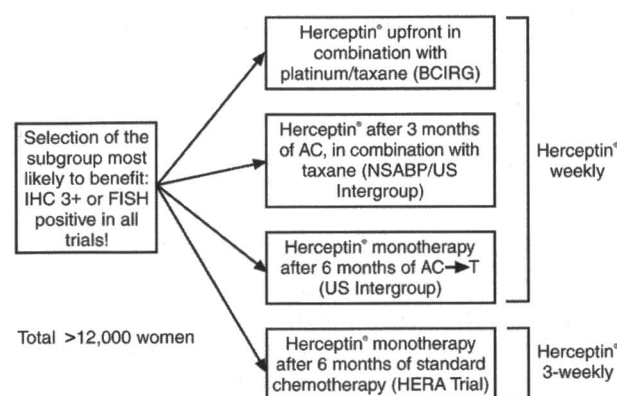 Selection of the
subgroup most
likely to benefit:
IHC 3+ or FISH
positive in all
trials!
Total >12,000 women
Herceptin® upfront in
combination with
platinum/taxane (BCIRG)
Herceptin® after 3 months
of AC, in combination with
taxane (NSABP/US
Intergroup)
Herceptin® monotherapy
after 6 months of AC→T
(US Intergroup)
Herceptin® monotherapy
after 6 months of standard
chemotherapy (HERA Trial)
Herceptin®
weekly
Herceptin®
3-weekly